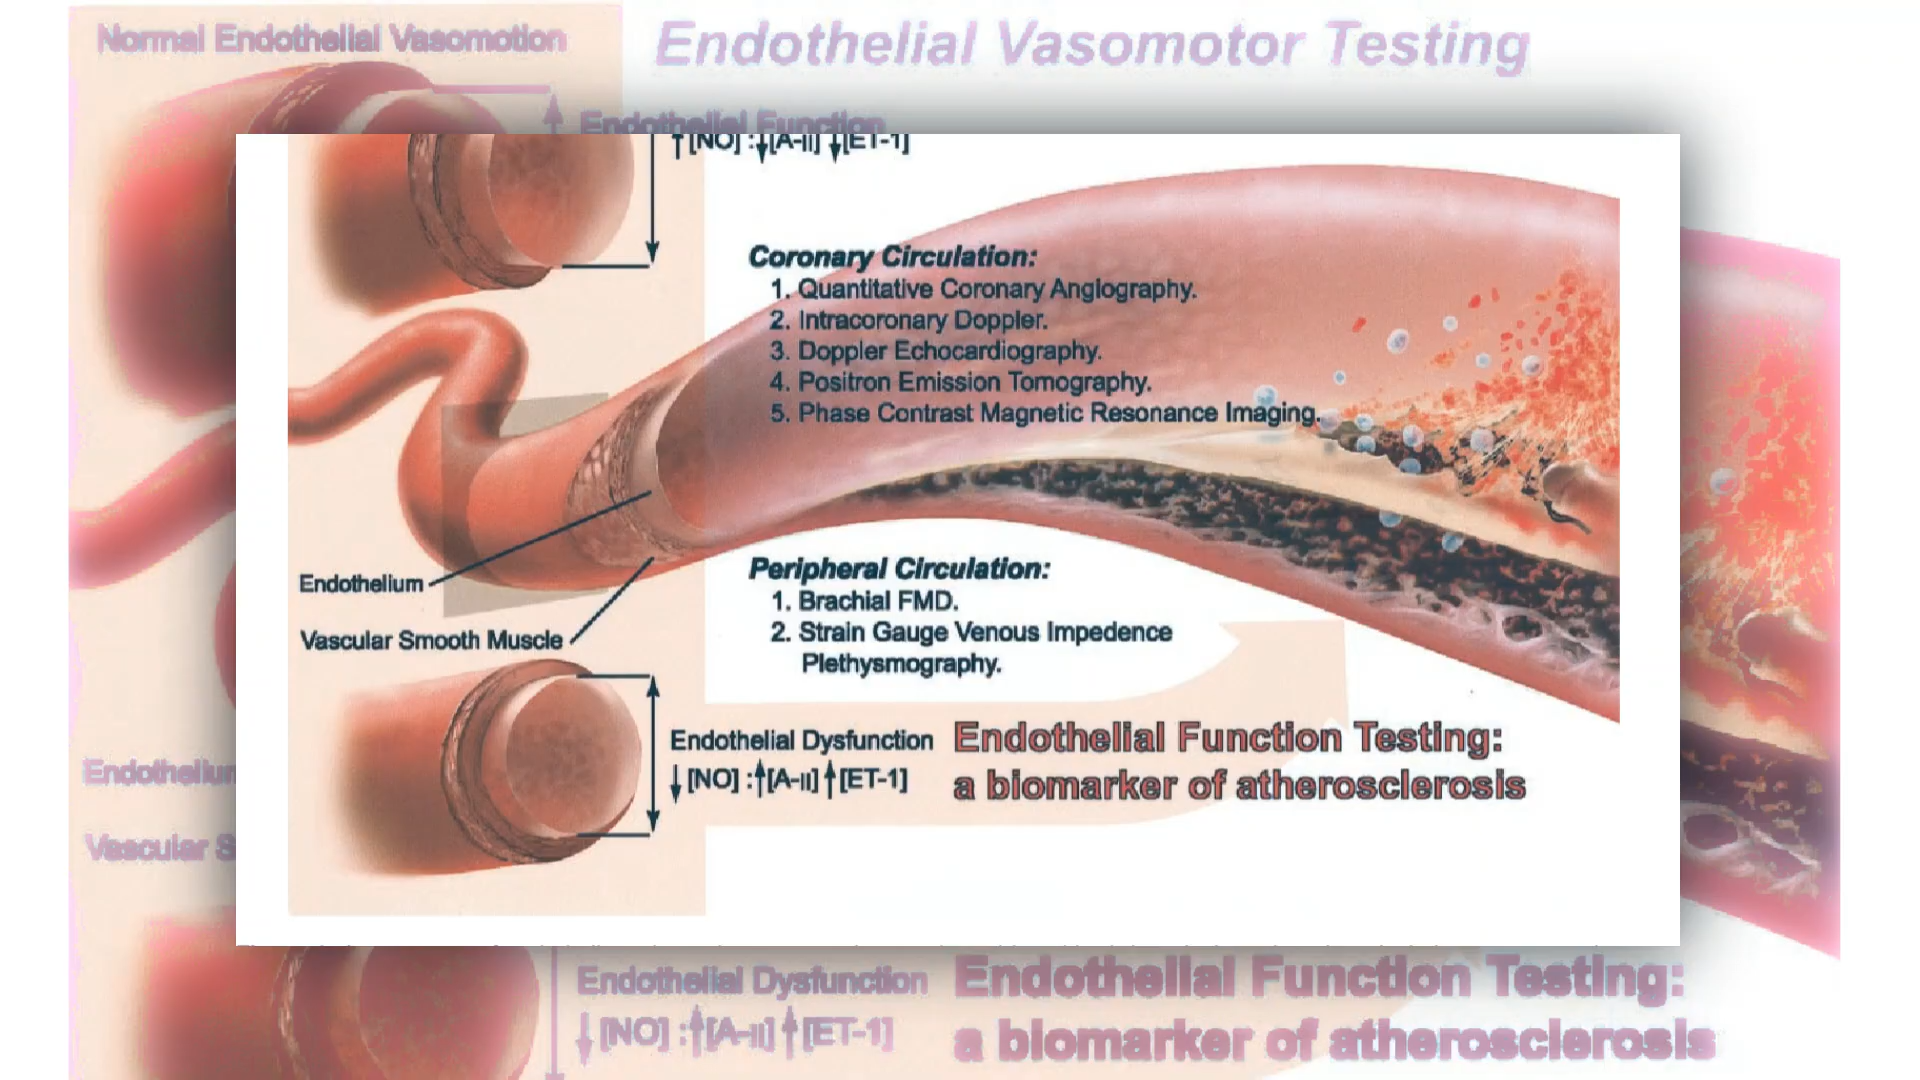 Normal Endothelial Vasomotion
Endothelial Vasomotor Testing
Endothelial Function
↑[NO] :↓[A-II] ↓[ET-1]
Coronary Circulation:
1. Quantitative Coronary Angiography.
2. Intracoronary Doppler.
3. Doppler Echocardiography.
4. Positron Emission Tomography.
5. Phase Contrast Magnetic Resonance Imaging.
Endothelium
Vascular Smooth Muscle
Peripheral Circulation:
1. Brachial FMD.
2. Strain Gauge Venous Impedence
Plethysmography.
Endothelial Dysfunction
↓[NO] :↑[A-II] ↑[ET-1]
Endothelial Function Testing:
a biomarker of atherosclerosis
Endothelium
Vascular S
Endothelial Dysfunction
↓[NO] :↑[A-II] ↑[ET-1]
Endothelial Function Testing:
a biomarker of atherosclerosis